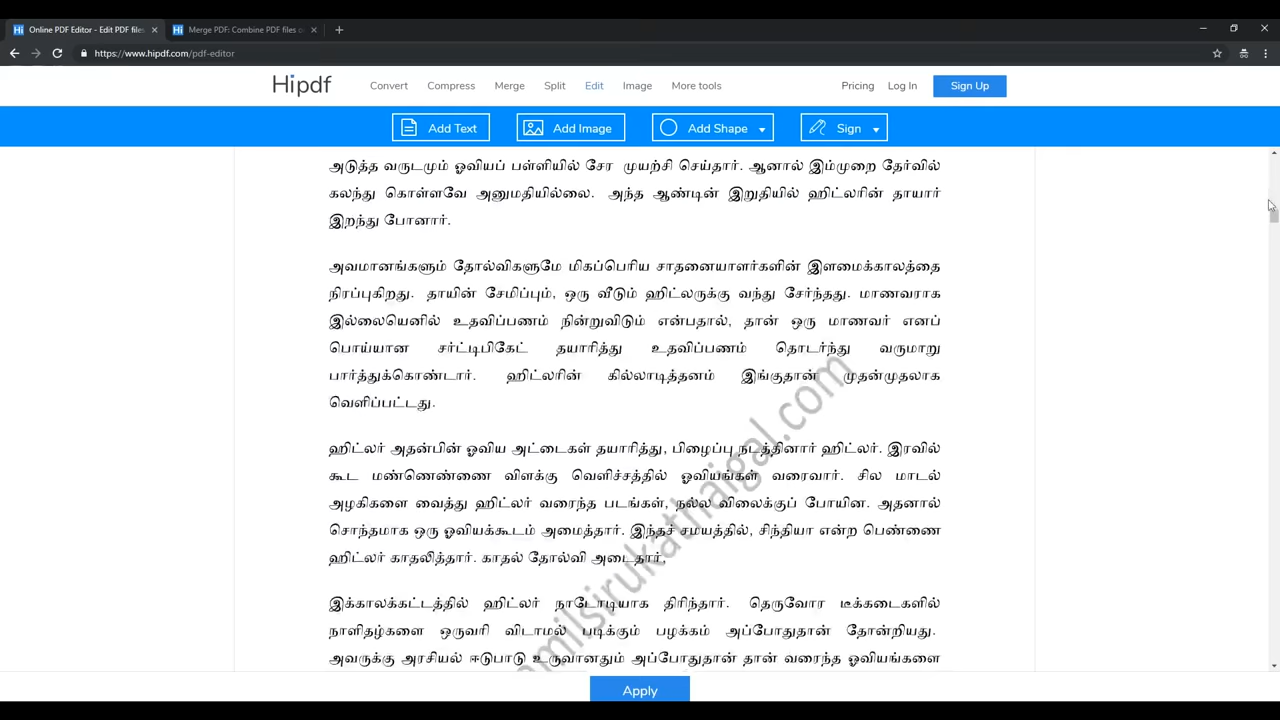 Online PDF Editor - Edit PDF files
Merge PDF: Combine PDF files o
https://www.hipdf.com/pdf-editor
Hipdf Convert Compress Merge Split Edit Image More tools Pricing Log In Sign Up
Add Text Add Image Add Shape Sign
அடுத்த வருடமும் ஓவியப் பள்ளியில் சேர முயற்சி செய்தார். ஆனால் இம்முறை தேர்வில்
கலந்து கொள்ளவே அனுமதியில்லை. அந்த ஆண்டின் இறுதியில் ஹிட்லரின் தாயார்
இறந்து போனார்.
அவமானங்களும் தோல்விகளுமே மிகப்பெரிய சாதனையாளர்களின் இளமைக்காலத்தை
நிரப்புகிறது. தாயின் சேமிப்பும், ஒரு வீடும் ஹிட்லருக்கு வந்து சேர்ந்தது. மாணவராக
இல்லையெனில் உதவிப்பணம் நின்றுவிடும் என்பதால், தான் ஒரு மாணவர் எனப்
பொய்யான சர்ட்டிபிகேட் தயாரித்து உதவிப்பணம் தொடர்ந்து வருமாறு
பார்த்துக்கொண்டார். ஹிட்லரின் கில்லாடித்தனம் இங்குதான் முதன்முதலாக
வெளிப்பட்டது.
ஹிட்லர் அதன்பின் ஓவிய அட்டைகள் தயாரித்து, பிழைப்பு நடத்தினார் ஹிட்லர். இரவில்
கூட மண்ணெண்ணை விளக்கு வெளிச்சத்தில் ஓவியங்கள் வரைவார். சில மாடல்
அழகிகளை வைத்து ஹிட்லர் வரைந்த படங்கள், நல்ல விலைக்குப் போயின. அதனால்
சொந்தமாக ஒரு ஓவியக்கூடம் அமைத்தார். இந்தச் சமயத்தில், சிந்தியா என்ற பெண்ணை
ஹிட்லர் காதலித்தார். காதல் தோல்வி அடைதார்,
இக்காலக்கட்டத்தில் ஹிட்லர் நாடோடியாக திரிந்தார். தெருவோர டீக்கடைகளில்
நாளிதழ்களை ஒருவரி விடாமல் படிக்கும் பழக்கம் அப்போதுதான் தோன்றியது.
அவருக்கு அரசியல் ஈடுபாடு உருவானதும் அப்போதுதான் தான் வரைந்த ஓவியங்களை
amilsirukathaigal.com
Apply